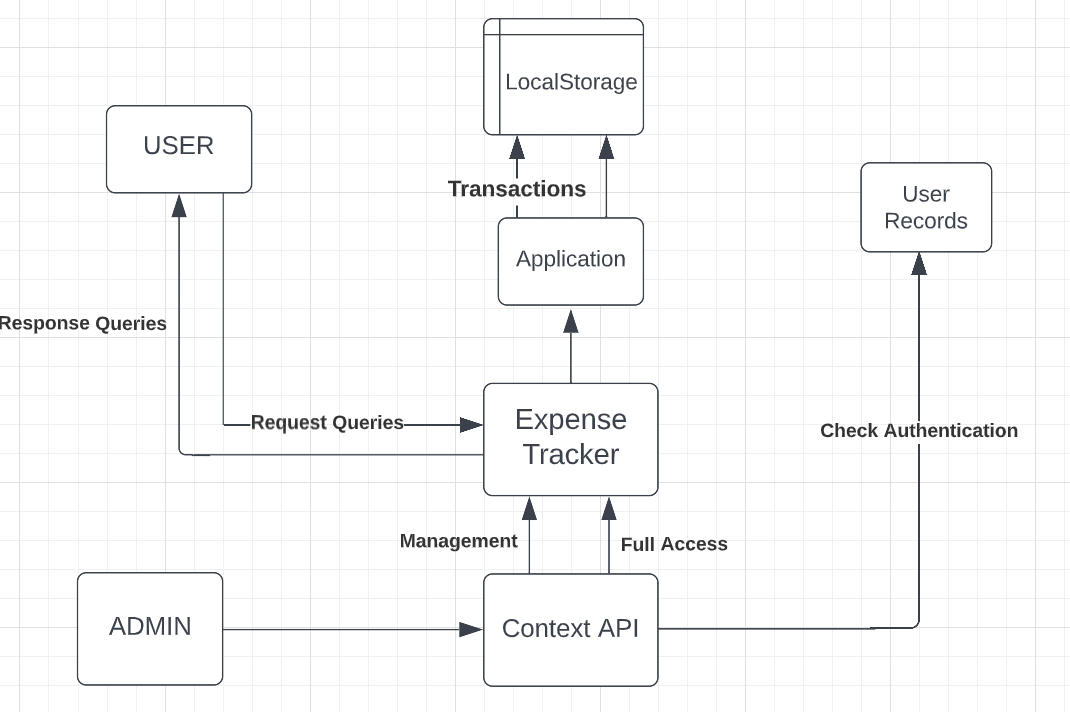 LocalStorage
USER
Transactions
User
Records
Application
Response Queries
Request Queries
Expense
Tracker
Check Authentication
Management
Full Access
ADMIN
Context API